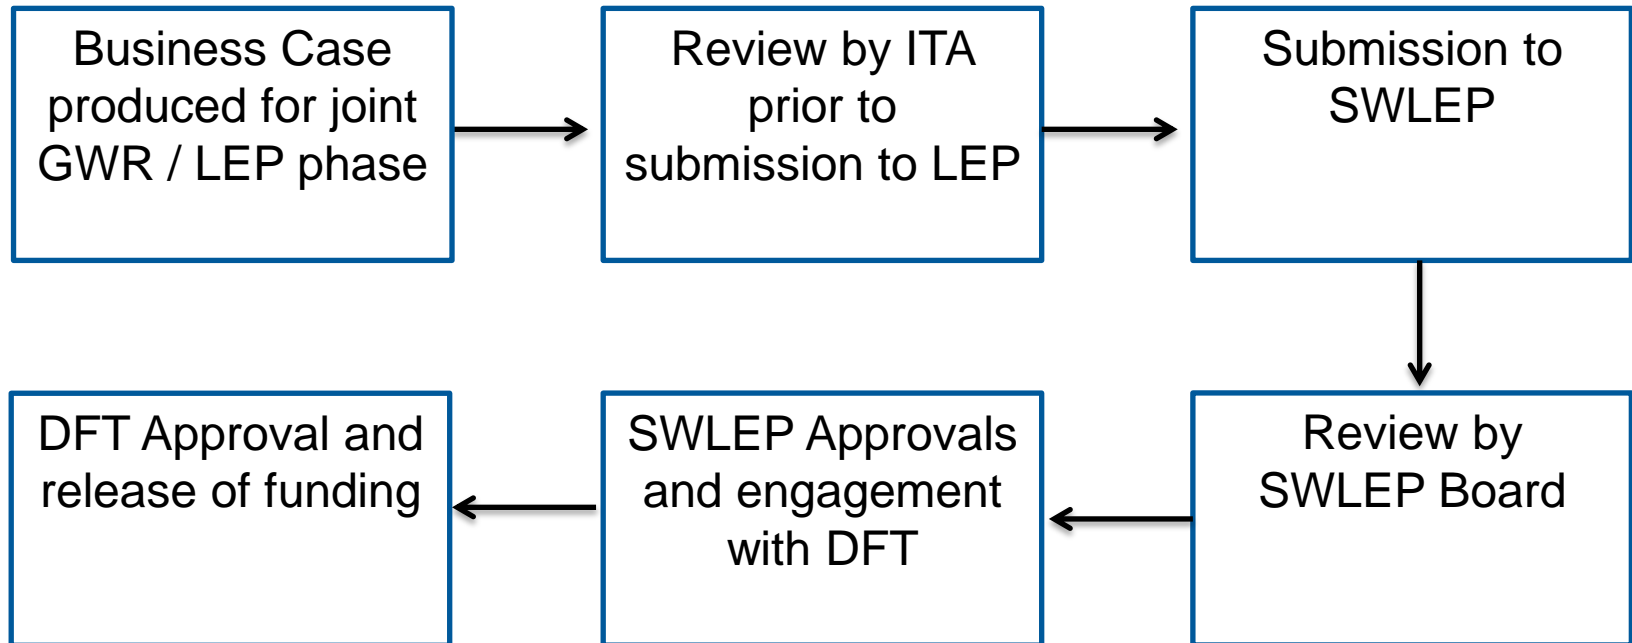 Business Case
produced for joint
GWR / LEP phase
Review by ITA
prior to
submission to LEP
Submission to
SWLEP
Review by
SWLEP Board
SWLEP Approvals
and engagement
with DFT
DFT Approval and
release of funding